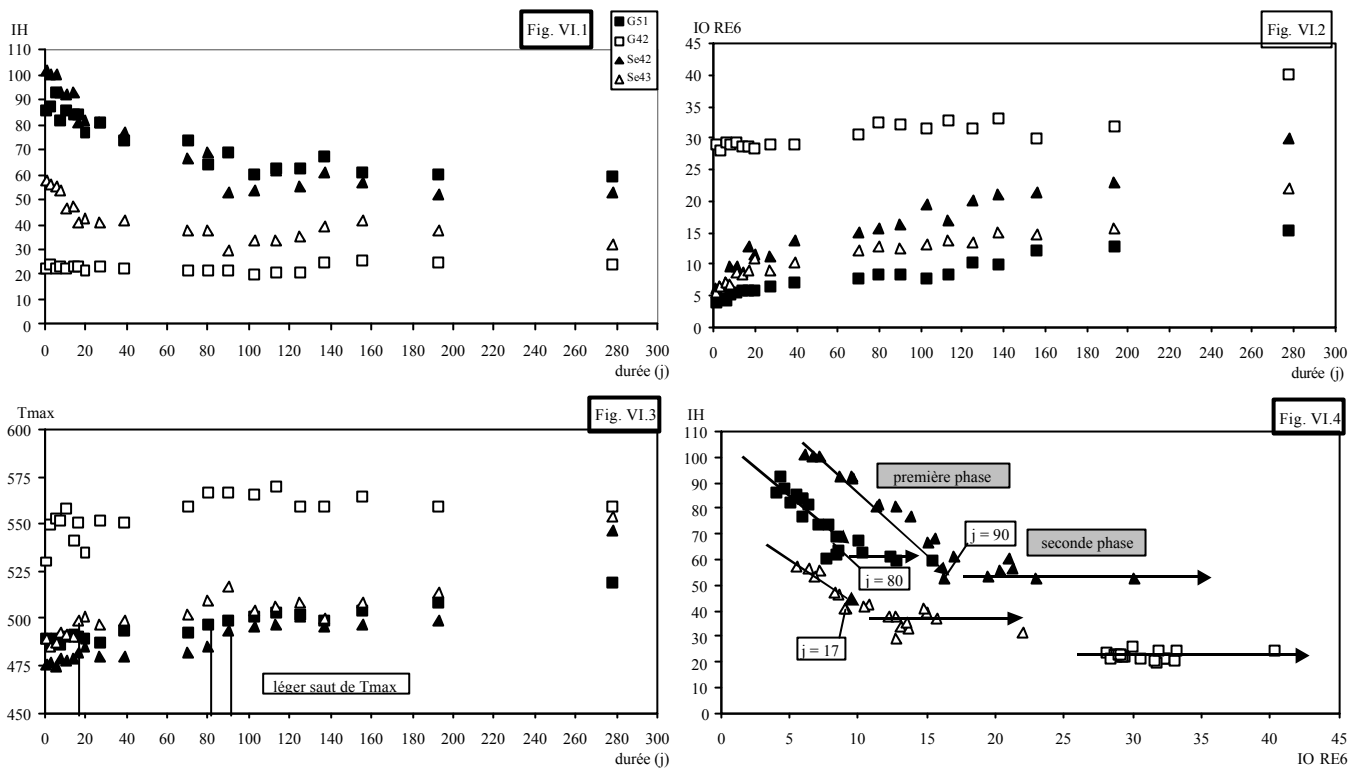 IH
Fig. VI.1
G51
G42
Se42
Se43
110
100
90
80
70
60
50
40
30
20
10
0
0 20 40 60 80 100 120 140 160 180 200 220 240 260 280 300
durée (j)
IO RE6
Fig. VI.2
45
40
35
30
25
20
15
10
5
0
0 20 40 60 80 100 120 140 160 180 200 220 240 260 280 300
durée (j)
Tmax
Fig. VI.3
600
575
550
525
500
475
450
léger saut de Tmax
0 20 40 60 80 100 120 140 160 180 200 220 240 260 280 300
durée (j)
IH
Fig. VI.4
110
100
90
80
70
60
50
40
30
20
10
0
première phase
j = 90
seconde phase
j = 80
j = 17
0 5 10 15 20 25 30 35 40 45
IO RE6